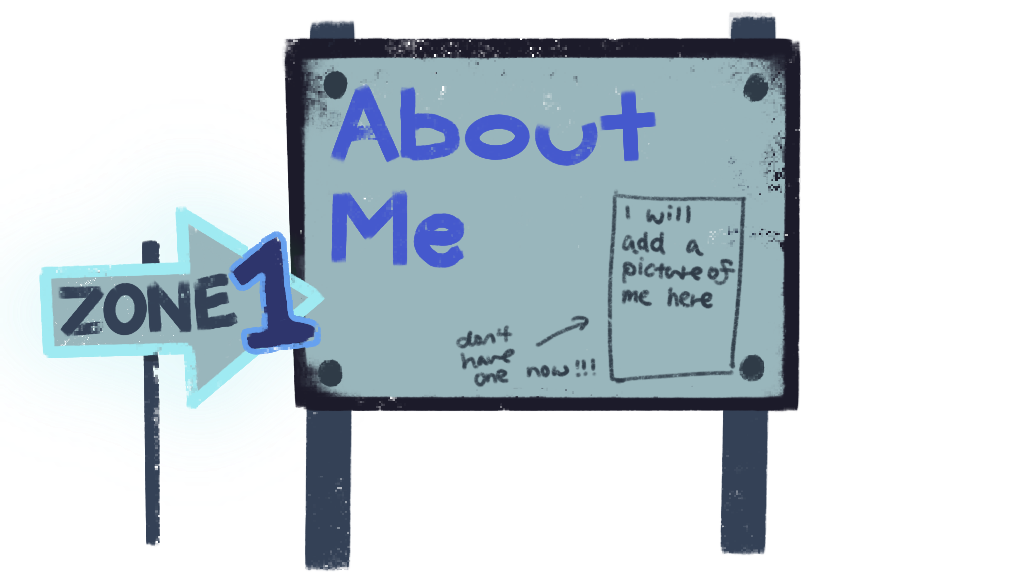 About
Me
ZONE 1
I will
add a
picture of
me here
don't
have
one now!!!